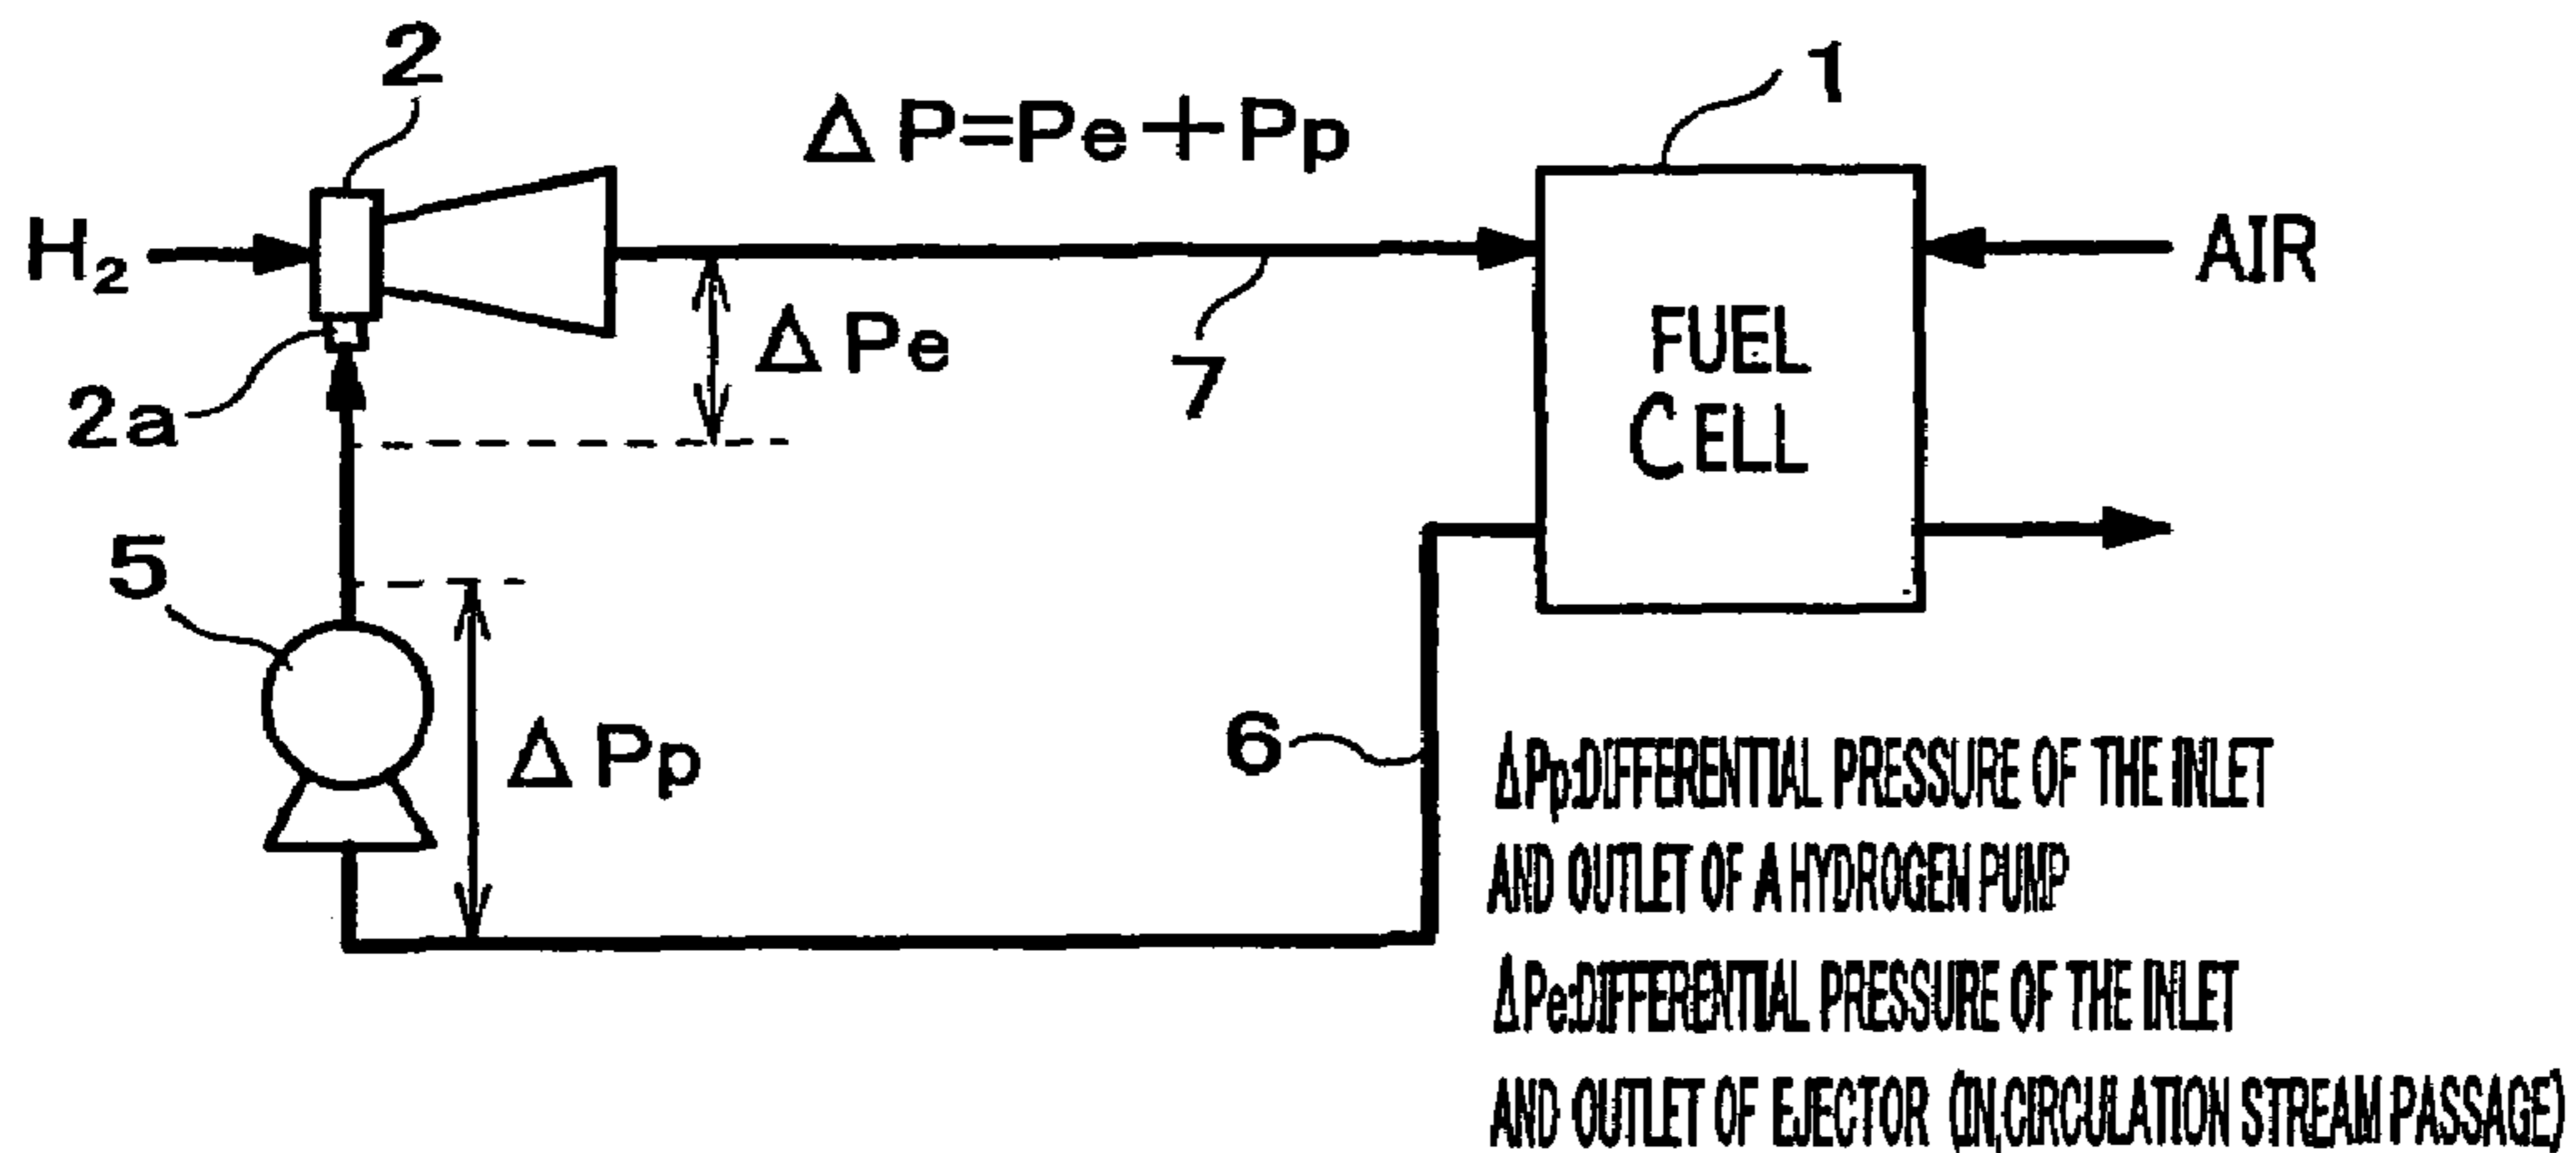 2
ΔP=Pe+Pp
1
H₂
AIR
ΔPe
7
2a
FUEL
CELL
5
ΔPp
6
ΔPp:DIFFERENTIAL PRESSURE OF THE INLET
AND OUTLET OF A HYDROGEN PUMP
ΔPe:DIFFERENTIAL PRESSURE OF THE INLET
AND OUTLET OF EJECTOR (IN,CIRCULATION STREAM PASSAGE)